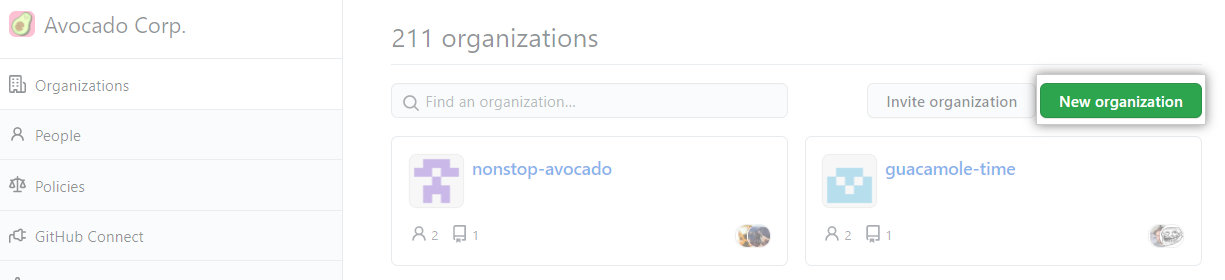 Avocado Corp.
Organizations
People
Policies
GitHub Connect
211 organizations
Find an organization...
Invite organization
New organization
nonstop-avocado
2 1
guacamole-time
2 1